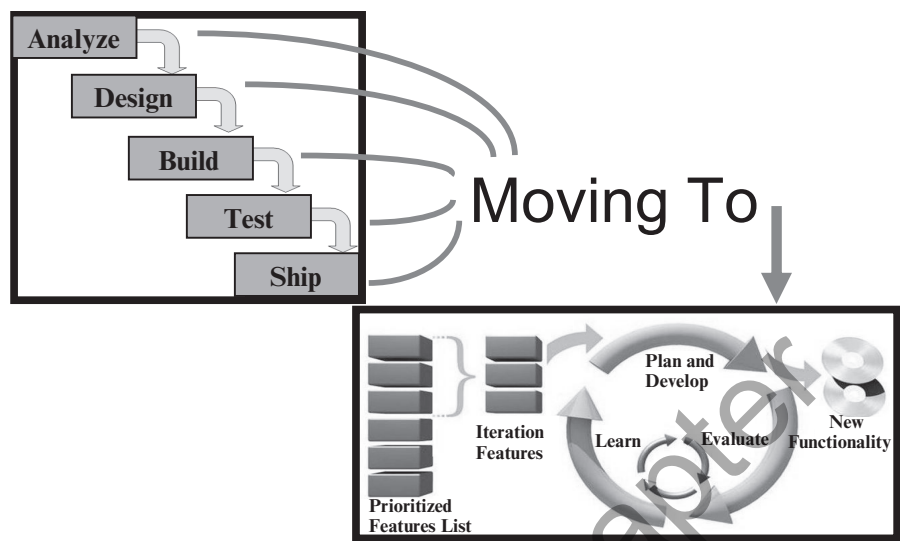 Analyze
Design
Build
Test
Ship
Moving To
Plan and
Develop
Learn
Evaluate
New
Functionality
Iteration
Features
Prioritized
Features List
apter